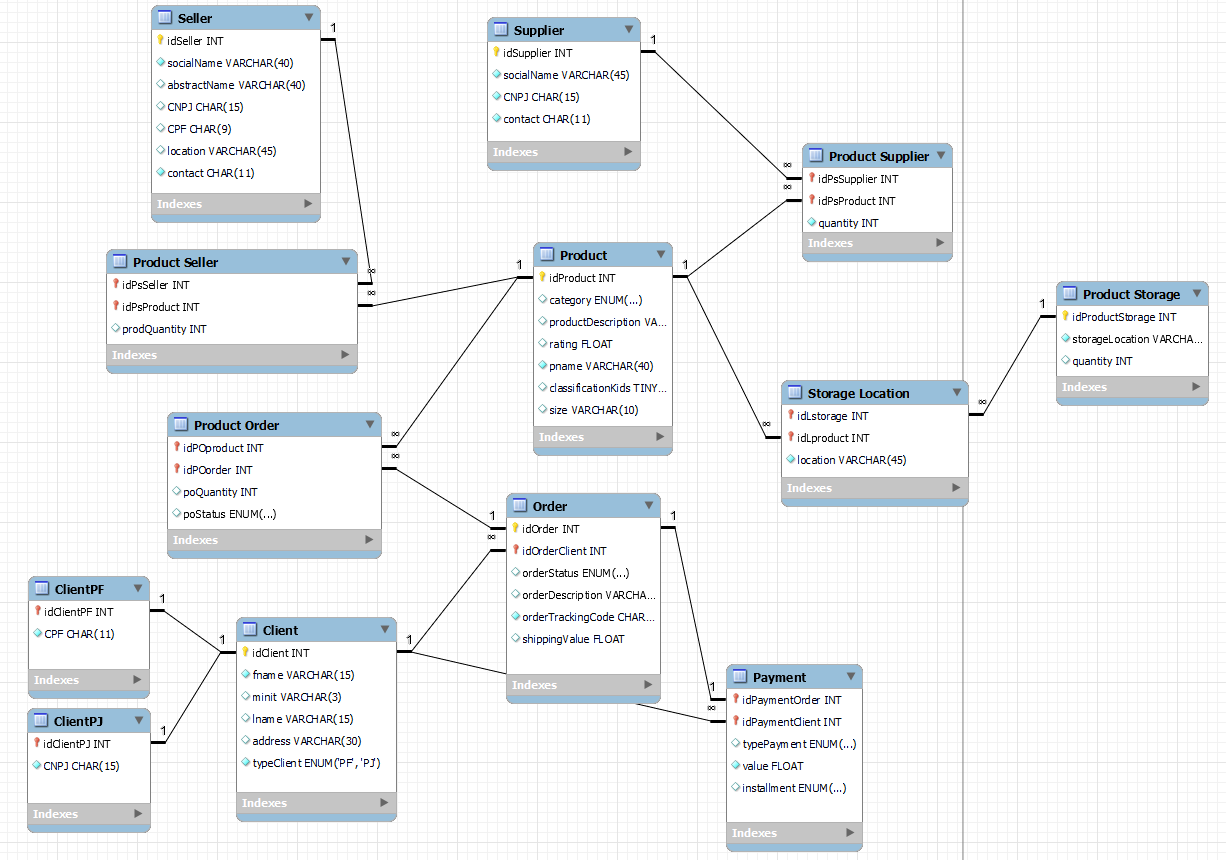 Seller
idSeller INT
socialName VARCHAR(40)
abstractName VARCHAR(40)
CNPJ CHAR(15)
CPF CHAR(9)
location VARCHAR(45)
contact CHAR(11)
Indexes
1
Supplier
idSupplier INT
socialName VARCHAR(45)
CNPJ CHAR(15)
contact CHAR(11)
Indexes
1
∞
∞
Product Supplier
idPsSupplier INT
idPsProduct INT
quantity INT
Indexes
Product Seller
idPsSeller INT
idPsProduct INT
prodQuantity INT
Indexes
∞
∞
1
Product
idProduct INT
category ENUM(...)
productDescription VA...
rating FLOAT
pname VARCHAR(40)
classificationKids TINY...
size VARCHAR(10)
Indexes
1
Product Storage
idProductStorage INT
storageLocation VARCHA...
quantity INT
Indexes
1
∞
∞
Storage Location
idLstorage INT
idLproduct INT
location VARCHAR(45)
Indexes
Product Order
idPOproduct INT
idPOorder INT
poQuantity INT
poStatus ENUM(...)
Indexes
∞
∞
1
∞
Order
idOrder INT
idOrderClient INT
orderStatus ENUM(...)
orderDescription VARCHA...
orderTrackingCode CHAR...
shippingValue FLOAT
Indexes
1
ClientPF
idClientPF INT
CPF CHAR(11)
Indexes
1
ClientPJ
idClientPJ INT
CNPJ CHAR(15)
Indexes
1
1
Client
idClient INT
fname VARCHAR(15)
minit VARCHAR(3)
lname VARCHAR(15)
address VARCHAR(30)
typeClient ENUM('PF','PJ')
Indexes
1
1
∞
Payment
idPaymentOrder INT
idPaymentClient INT
typePayment ENUM(...)
value FLOAT
installment ENUM(...)
Indexes